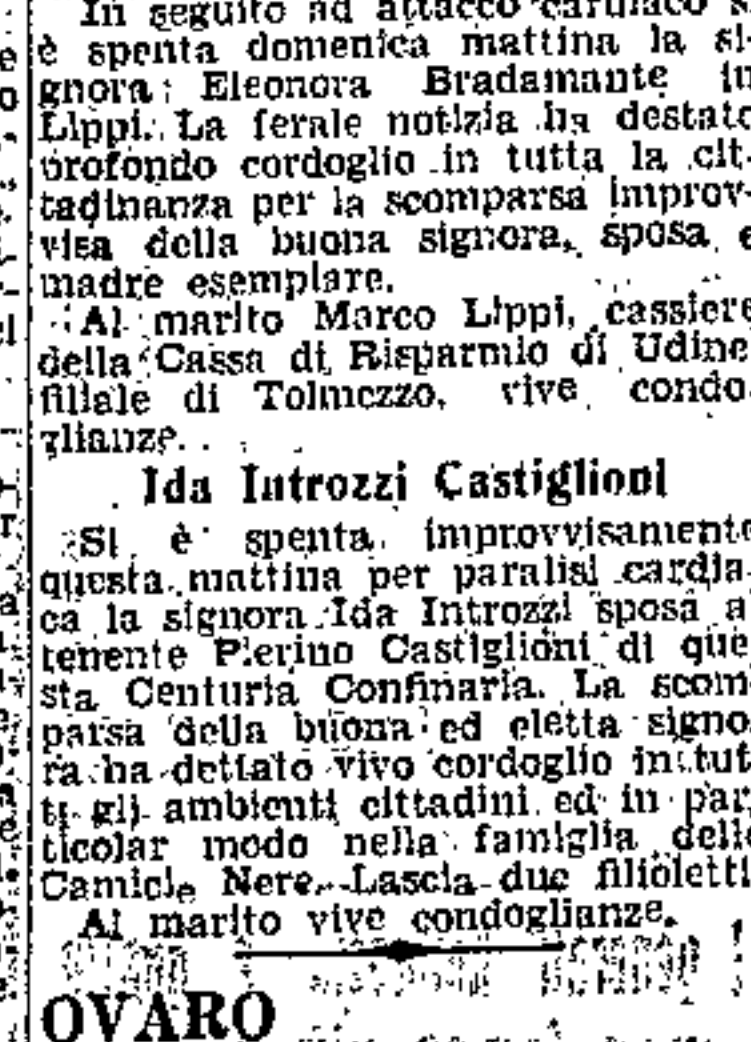 In seguito ad attacco cardiaco s
è spenta domenica mattina la si-
gnora Eleonora Bradamante in
Lippi. La ferale notizia ha destato
profondo cordoglio in tutta la cit-
tadinanza per la scomparsa improv-
visa della buona signora, sposa e
madre esemplare.
Al marito Marco Lippi, cassiere
della Cassa di Risparmio di Udine
filiale di Tolmezzo, vive condo-
glianze.
Ida Introzzi Castiglioni
Si è spenta improvvisamente
questa mattina per paralisi cardia-
ca la signora Ida Introzzi sposa a
tenente Pierino Castiglioni di que
sta Centuria Confinaria. La scom
parsa della buona ed eletta signo
ra ha dettato vivo cordoglio in tut
ti gli ambienti cittadini ed in par
ticolar modo nella famiglia delle
Camicie Nere. Lascia due filioletti
Al marito vive condoglianze.
OVARO